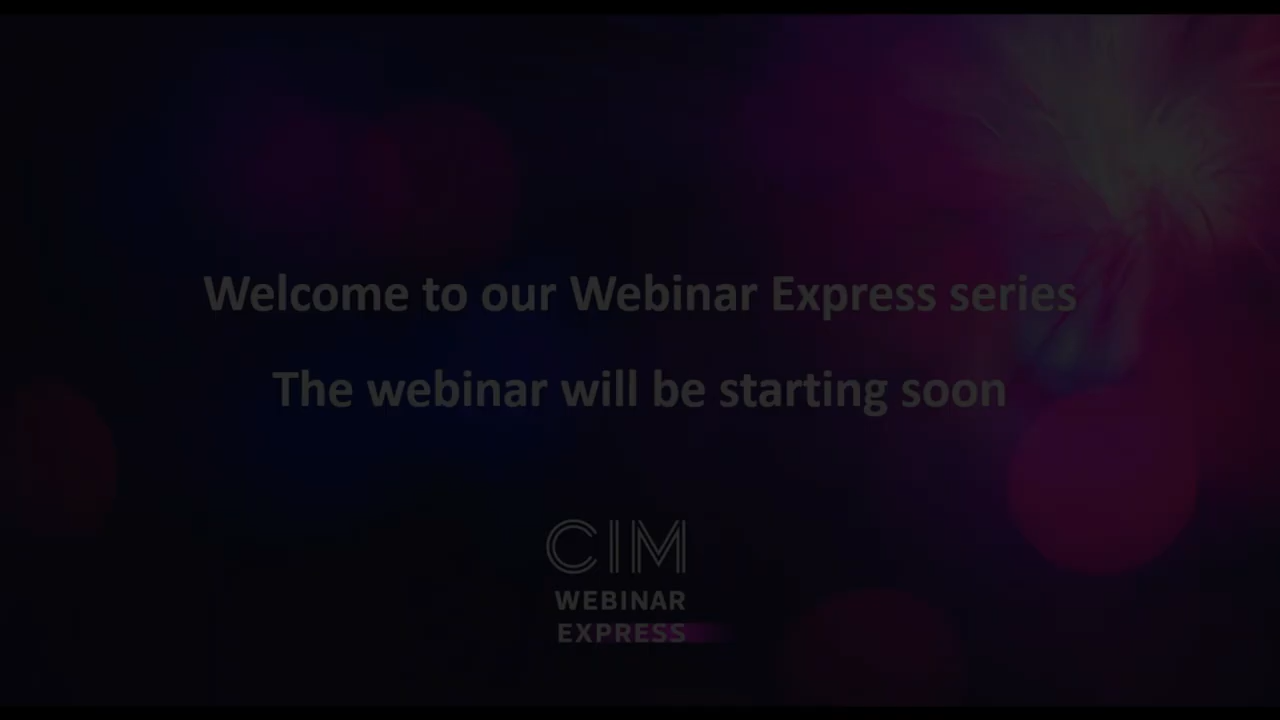 Welcome to our Webinar Express series
The webinar will be starting soon
CIM
WEBINAR
EXPRESS